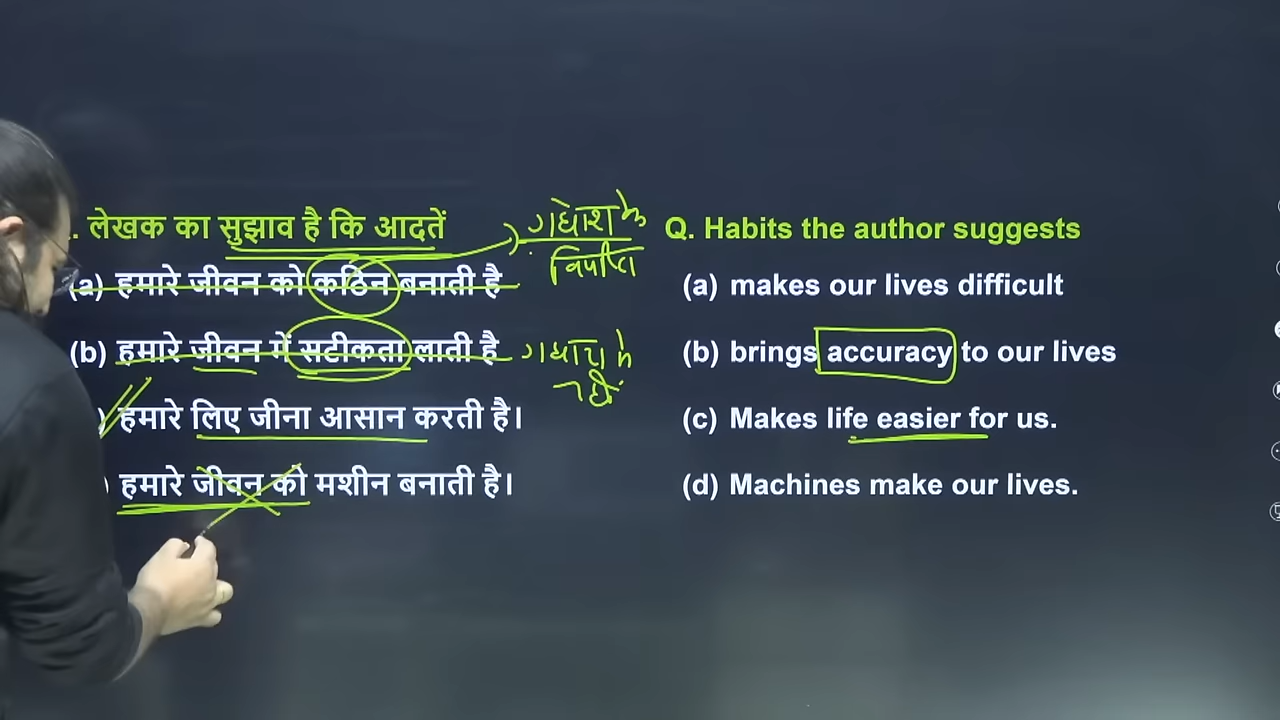 . लेखक का सुझाव है कि आदतें
(a) हमारे जीवन को कठिन बनाती है
(b) हमारे जीवन में सटीकता लाती है
) हमारे लिए जीना आसान करती है।
) हमारे जीवन को मशीन बनाती है।
गद्यांश के
विपरीत
गद्यांश में
नहीं
Q. Habits the author suggests
(a) makes our lives difficult
(b) brings accuracy to our lives
(c) Makes life easier for us.
(d) Machines make our lives.